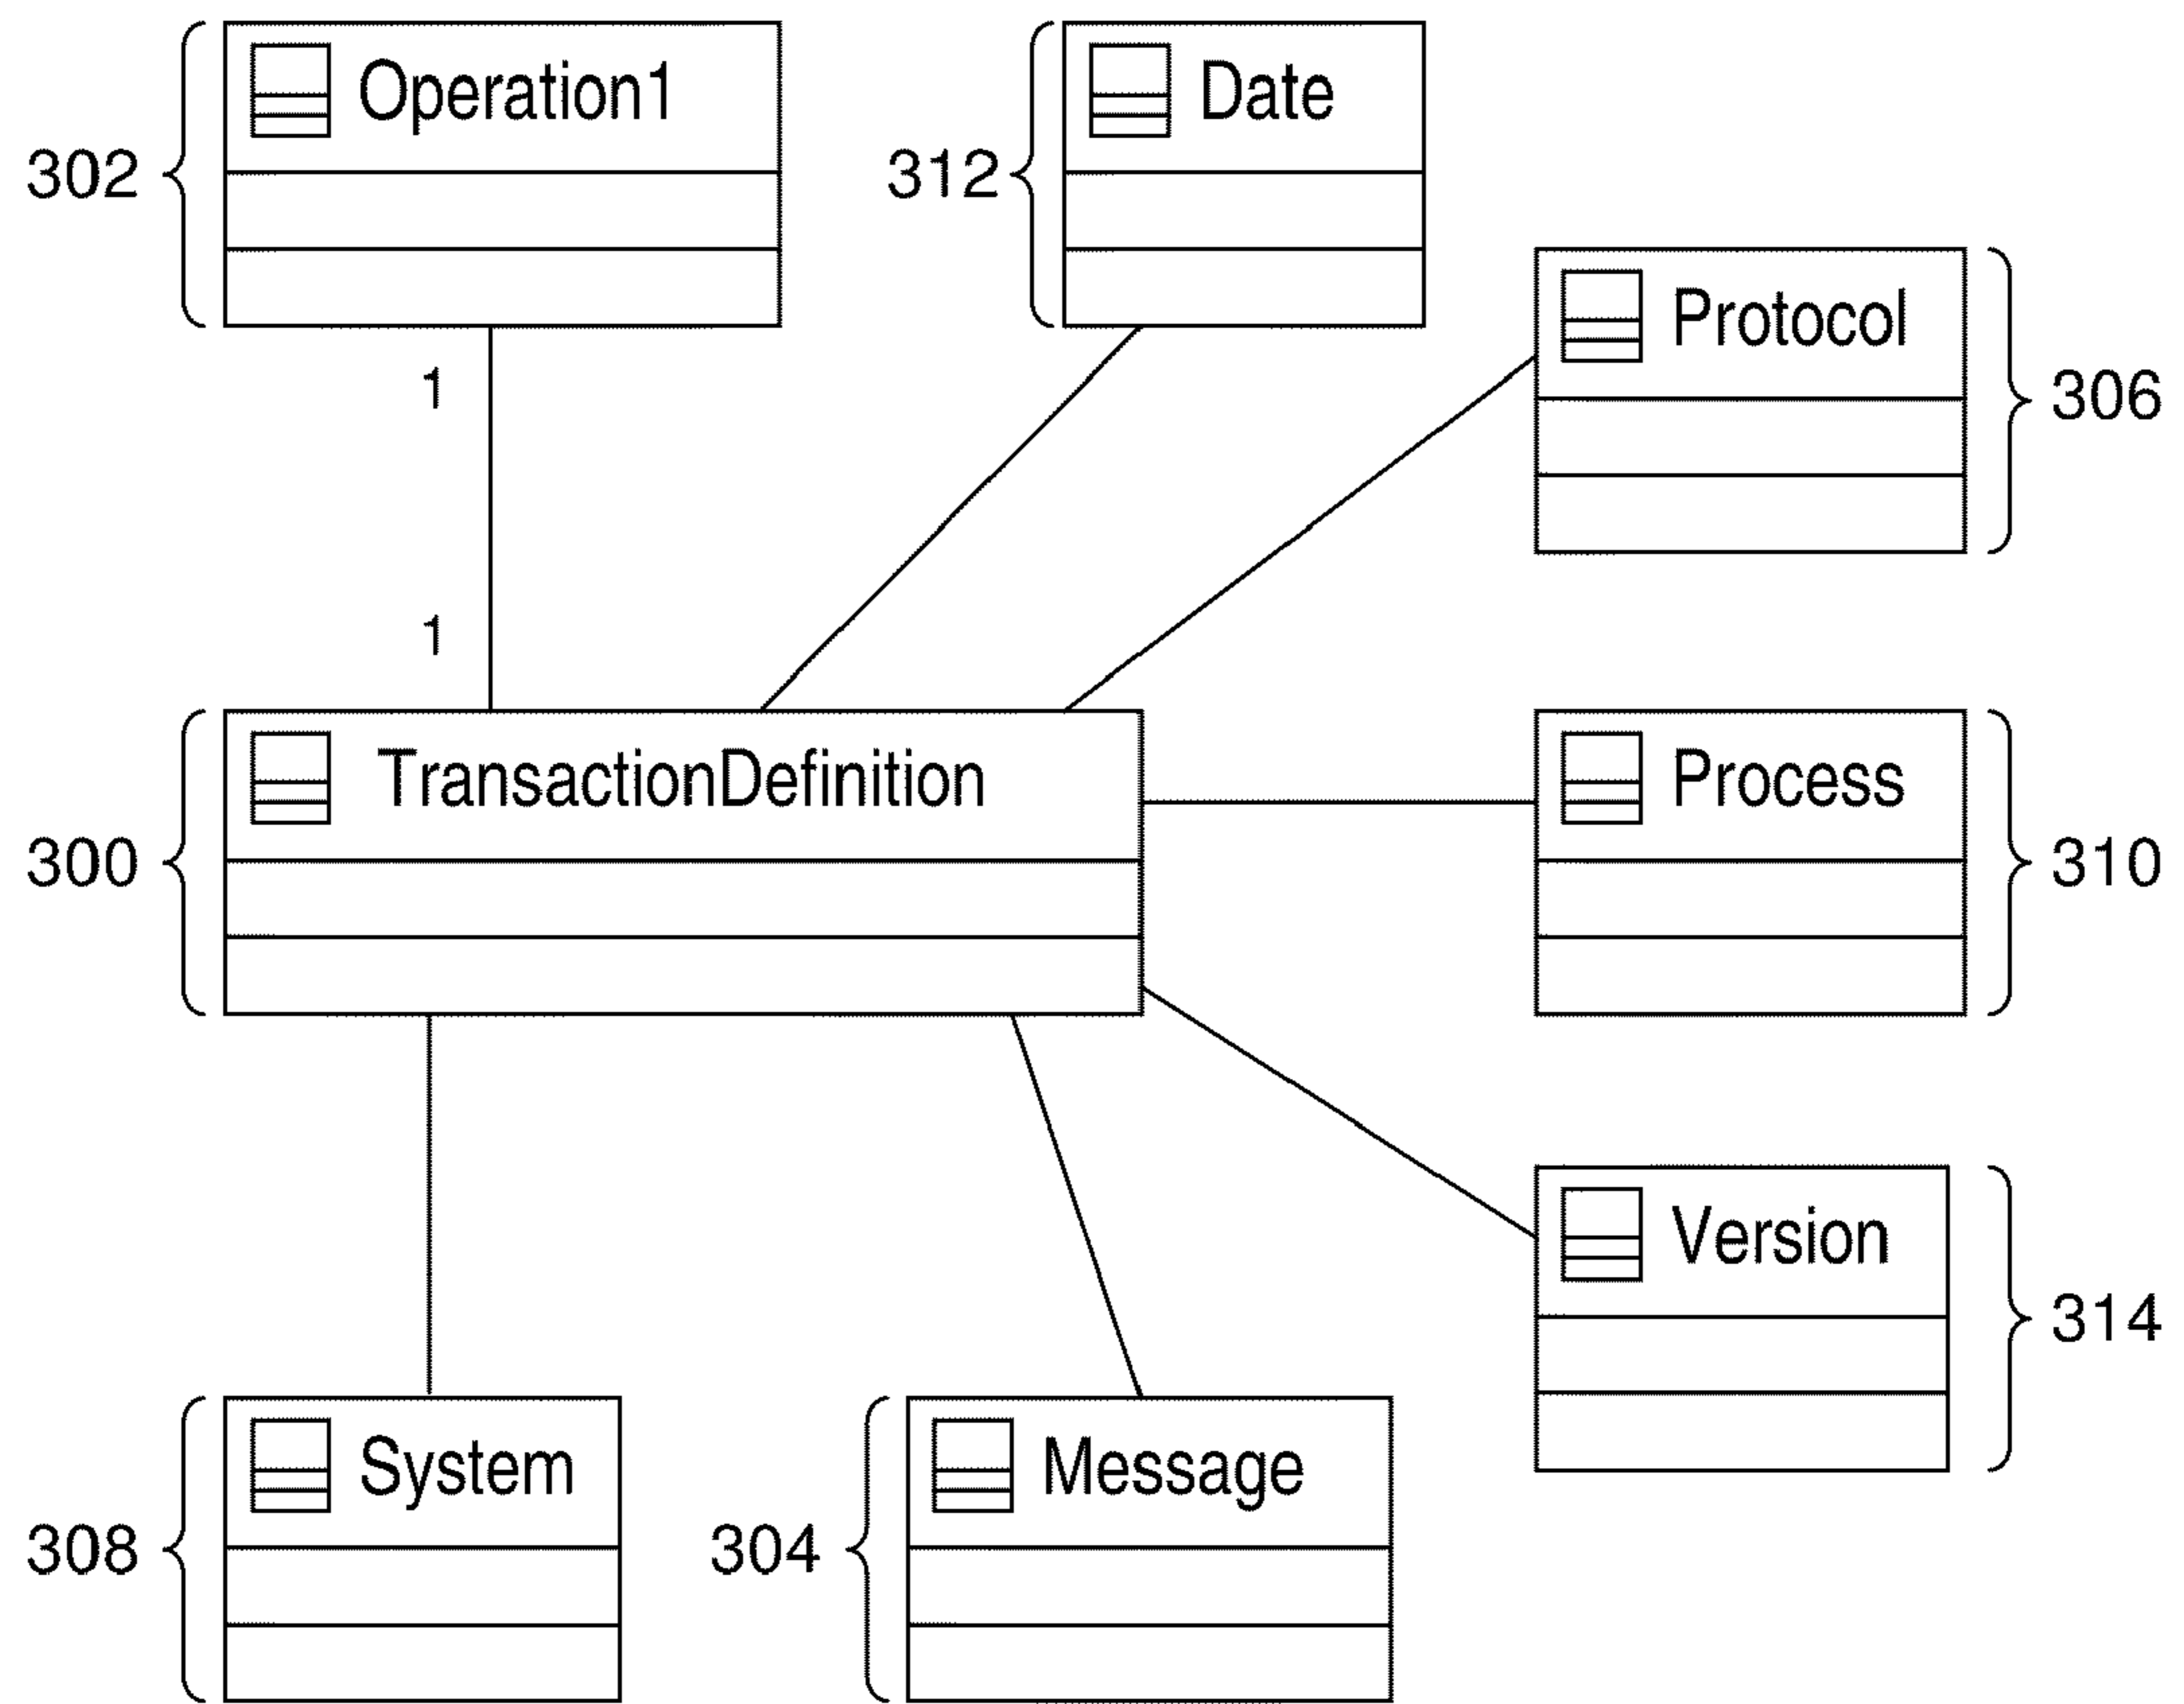 Operation1
302
Date
312
Protocol
306
1
1
TransactionDefinition
300
Process
310
Version
314
System
308
Message
304